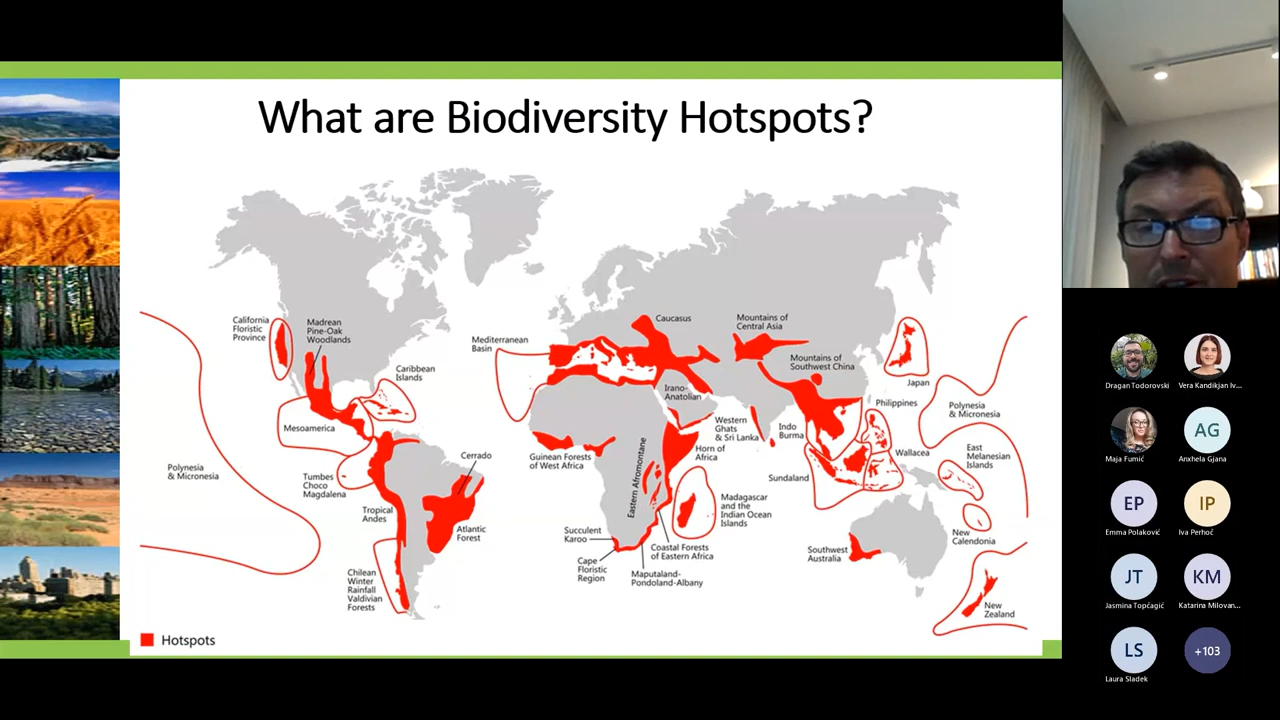 What are Biodiversity Hotspots?
California
Floristic
Province
Madrean
Pine-Oak
Woodlands
Caribbean
Islands
Mesoamerica
Polynesia
& Micronesia
Tumbes
Choco
Magdalena
Tropical
Andes
Chilean
Winter
Rainfall
Valdivian
Forests
Cerrado
Atlantic
Forest
Mediterranean
Basin
Caucasus
Irano-
Anatolian
Guinean Forests
of West Africa
Eastern Afromontane
Horn of
Africa
Succulent
Karoo
Cape
Floristic
Region
Maputaland-
Pondoland-Albany
Coastal Forests
of Eastern Africa
Madagascar
and the
Indian Ocean
Islands
Mountains of
Central Asia
Mountains of
Southwest China
Western
Ghats
& Sri Lanka
Indo
Burma
Sundaland
Japan
Philippines
Wallacea
Polynesia
& Micronesia
East
Melanesian
Islands
Southwest
Australia
New
Calendonia
New
Zealand
Hotspots
Dragan Todorovski
Vera Kandikjan Iv...
Maja Fumić
AG
Anxhela Gjana
EP
Emma Polaković
IP
Iva Perhoč
JT
Jasmina Topčagić
KM
Katarina Milovan...
LS
Laura Sladek
+103